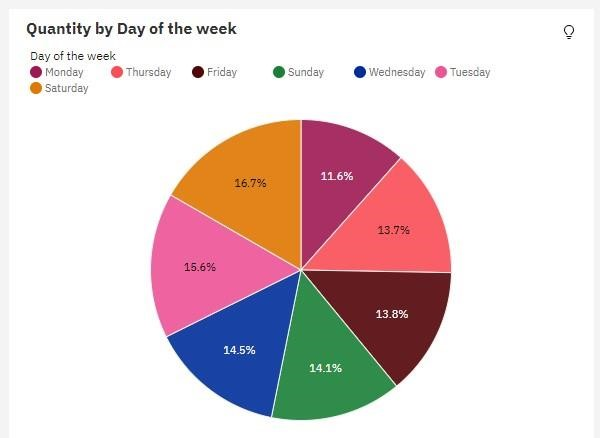 Quantity by Day of the week
Day of the week
Monday Thursday Friday Sunday Wednesday Tuesday
Saturday
11.6%
16.7%
13.7%
15.6%
13.8%
14.5%
14.1%